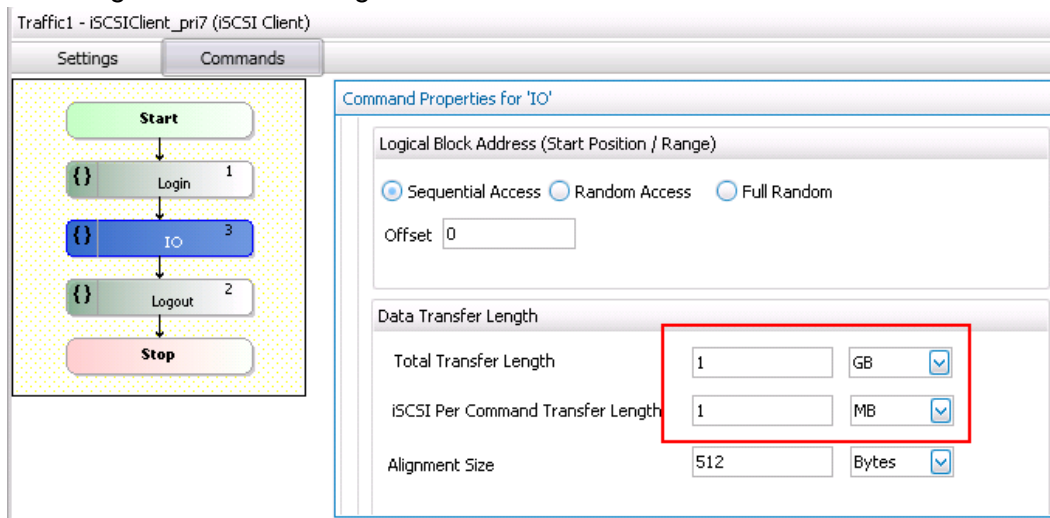 Traffic1 - iSCSIClient_pri7 (iSCSI Client)
Settings Commands
Start
{} Login 1
{} IO 3
{} Logout 2
Stop
Command Properties for 'IO'
Logical Block Address (Start Position / Range)
Sequential Access Random Access Full Random
Offset 0
Data Transfer Length
Total Transfer Length 1 GB
iSCSI Per Command Transfer Length 1 MB
Alignment Size 512 Bytes